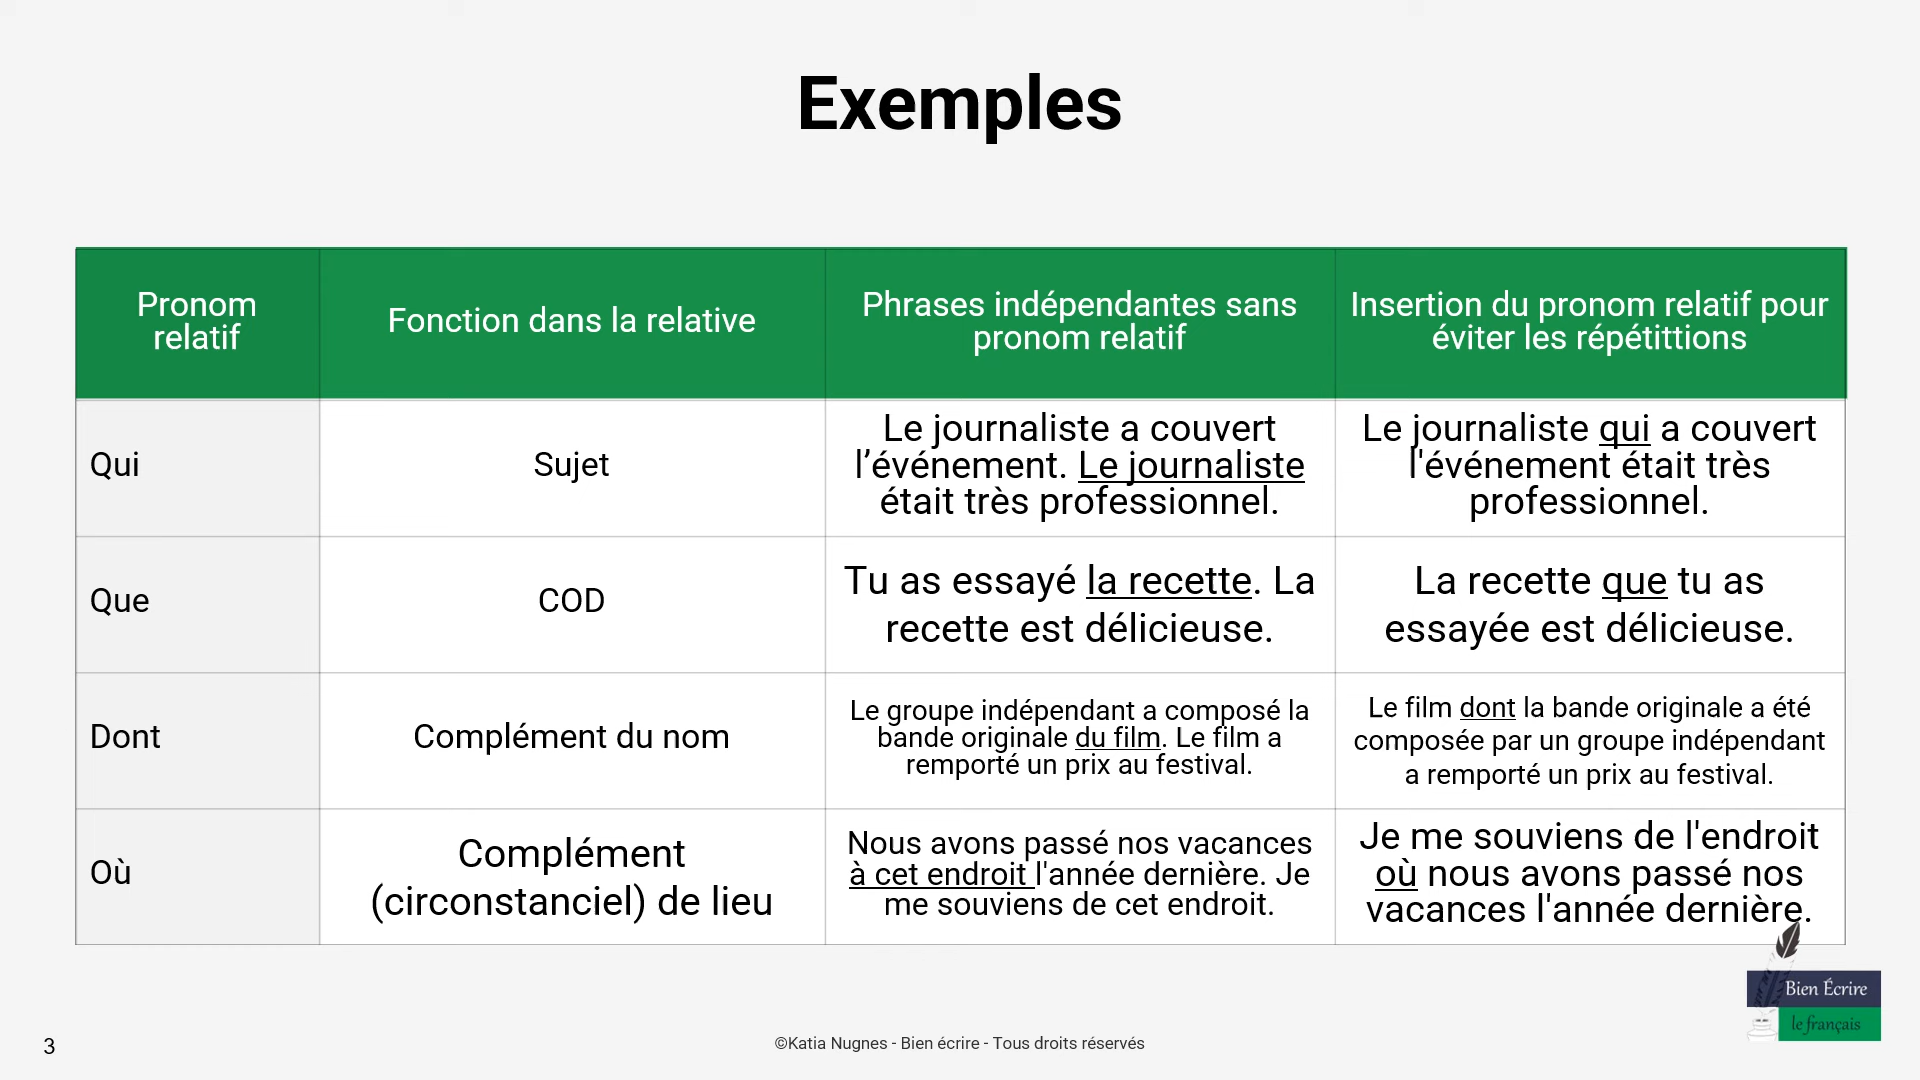 Exemples
Pronom
relatif
Fonction dans la relative
Phrases indépendantes sans
pronom relatif
Insertion du pronom relatif pour
éviter les répétittions
Qui
Sujet
Le journaliste a couvert
l’événement. Le journaliste
était très professionnel.
Le journaliste qui a couvert
l'événement était très
professionnel.
Que
COD
Tu as essayé la recette. La
recette est délicieuse.
La recette que tu as
essayée est délicieuse.
Dont
Complément du nom
Le groupe indépendant a composé la
bande originale du film. Le film a
remporté un prix au festival.
Le film dont la bande originale a été
composée par un groupe indépendant
a remporté un prix au festival.
Où
Complément
(circonstanciel) de lieu
Nous avons passé nos vacances
à cet endroit l'année dernière. Je
me souviens de cet endroit.
Je me souviens de l'endroit
où nous avons passé nos
vacances l'année dernière.
Bien Écrire
le français
3
©Katia Nugnes - Bien écrire - Tous droits réservés